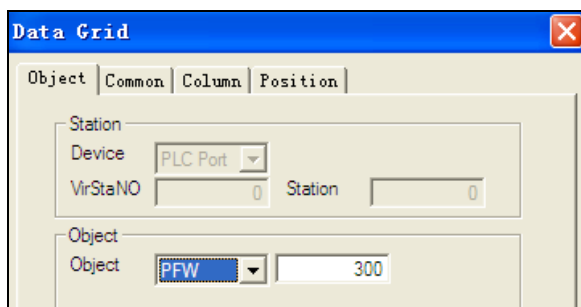 Data Grid
Object Common Column Position
Station
Device PLC Port
VirStaNO 0 Station 0
Object
Object PFW 300